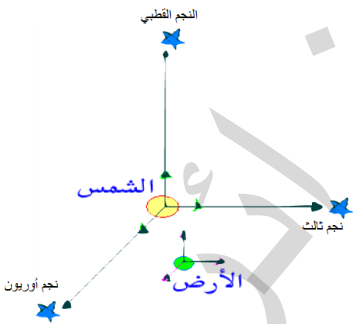 النجم القطبي
الشمس
نجم ثالث
الأرض
نجم أوريون